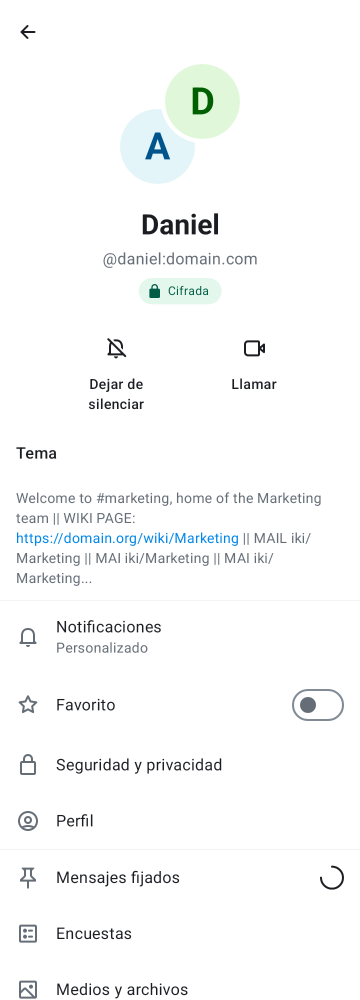 D
A
Daniel
@daniel:domain.com
Cifrada
Dejar de
silenciar
Llamar
Tema
Welcome to #marketing, home of the Marketing
team || WIKI PAGE:
https://domain.org/wiki/Marketing || MAIL iki/
Marketing || MAI iki/Marketing || MAI iki/
Marketing...
Notificaciones
Personalizado
Favorito
Seguridad y privacidad
Perfil
Mensajes fijados
Encuestas
Medios y archivos